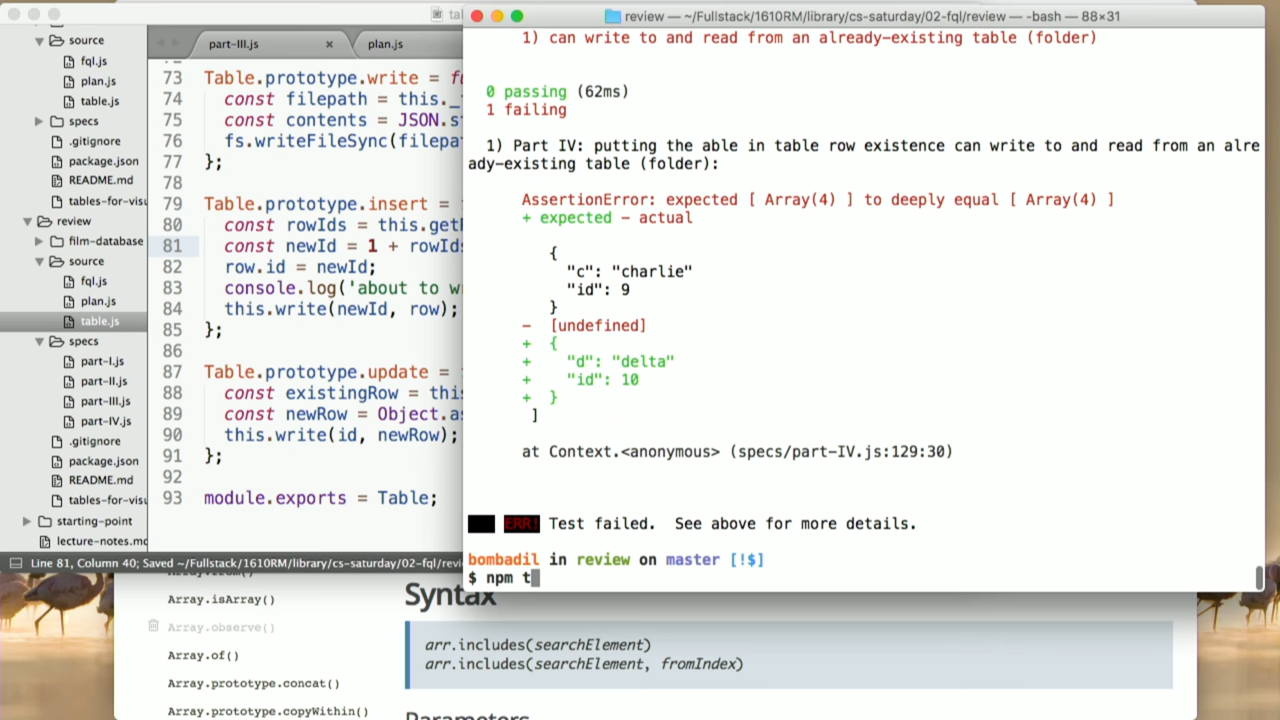 ta
review — ~/Fullstack/1610RM/library/cs-saturday/02-fql/review — -bash — 88×31
source
fql.js
plan.js
table.js
specs
.gitignore
package.json
README.md
tables-for-visu
review
film-database
source
fql.js
plan.js
table.js
specs
part-I.js
part-II.js
part-III.js
part-IV.js
.gitignore
package.json
README.md
tables-for-visu
starting-point
lecture-notes.md
part-III.js × plan.js
73 Table.prototype.write = fu
74 const filepath = this._
75 const contents = JSON.s
76 fs.writeFileSync(filepa
77 };
78
79 Table.prototype.insert =
80 const rowIds = this.get
81 const newId = 1 + rowIds
82 row.id = newId;
83 console.log('about to w
84 this.write(newId, row);
85 };
86
87 Table.prototype.update =
88 const existingRow = this
89 const newRow = Object.as
90 this.write(id, newRow);
91 };
92
93 module.exports = Table;
Line 81, Column 40; Saved ~/Fullstack/1610RM/library/cs-saturday/02-fql/revi
1) can write to and read from an already-existing table (folder)
0 passing (62ms)
1 failing
1) Part IV: putting the able in table row existence can write to and read from an alre
ady-existing table (folder):
AssertionError: expected [ Array(4) ] to deeply equal [ Array(4) ]
+ expected - actual
{
"c": "charlie"
"id": 9
}
- [undefined]
+ {
+ "d": "delta"
+ "id": 10
+ }
]
at Context.<anonymous> (specs/part-IV.js:129:30)
ERR! Test failed. See above for more details.
bombadil in review on master [!$]
$ npm t
Array.isArray()
Array.observe()
Array.of()
Array.prototype.concat()
Array.prototype.copyWithin()
Syntax
arr.includes(searchElement)
arr.includes(searchElement, fromIndex)
Parameters